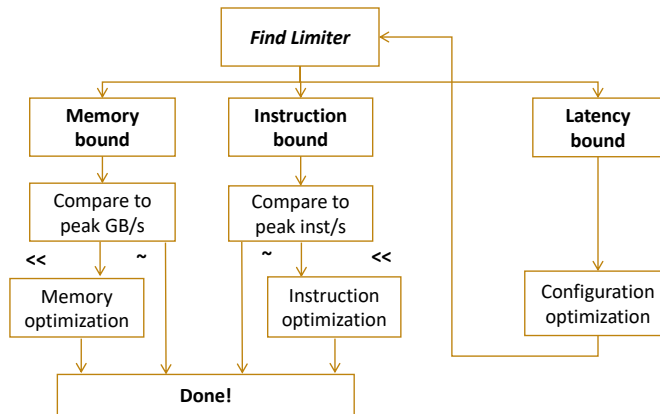 Find Limiter
Memory
bound
Instruction
bound
Latency
bound
Compare to
peak GB/s
Compare to
peak inst/s
<< ~ ~ <<
Memory
optimization
Instruction
optimization
Configuration
optimization
Done!